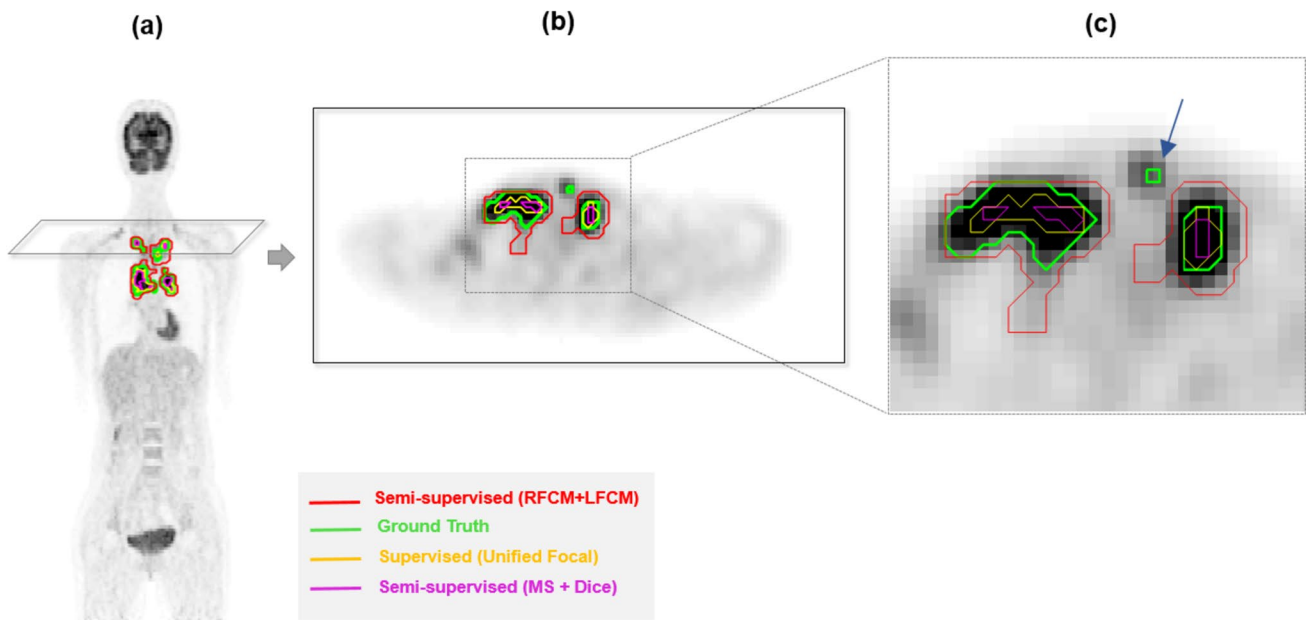 (a)
(b)
(c)
Semi-supervised (RFCM+LFCM)
Ground Truth
Supervised (Unified Focal)
Semi-supervised (MS + Dice)